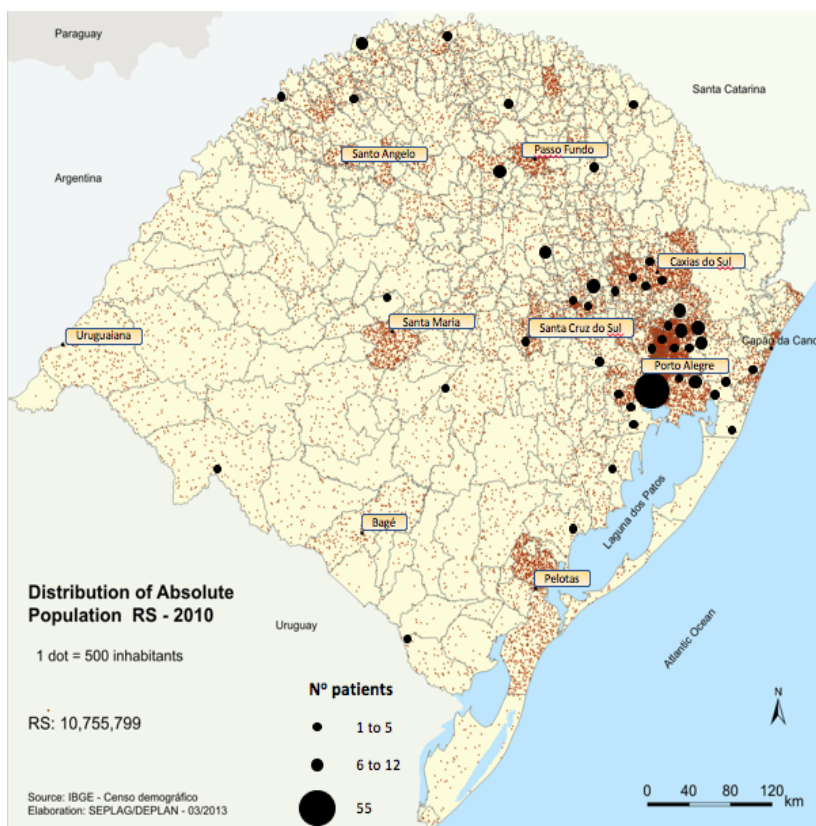 Paraguay
Santa Catarina
Santo Angelo
Passo Fundo
Argentina
Caxias do Sul
Uruguaiana
Santa Maria
Santa Cruz do Sul
Capão da Cano
Porto Alegre
Laguna dos Patos
Bagé
Pelotas
Distribution of Absolute
Population RS - 2010
Uruguay
Atlantic Ocean
1 dot = 500 inhabitants
Nº patients
N
RS: 10,755,799
1 to 5
6 to 12
55
0 40 80 120
km
Source: IBGE - Censo demográfico
Elaboration: SEPLAG/DEPLAN - 03/2013